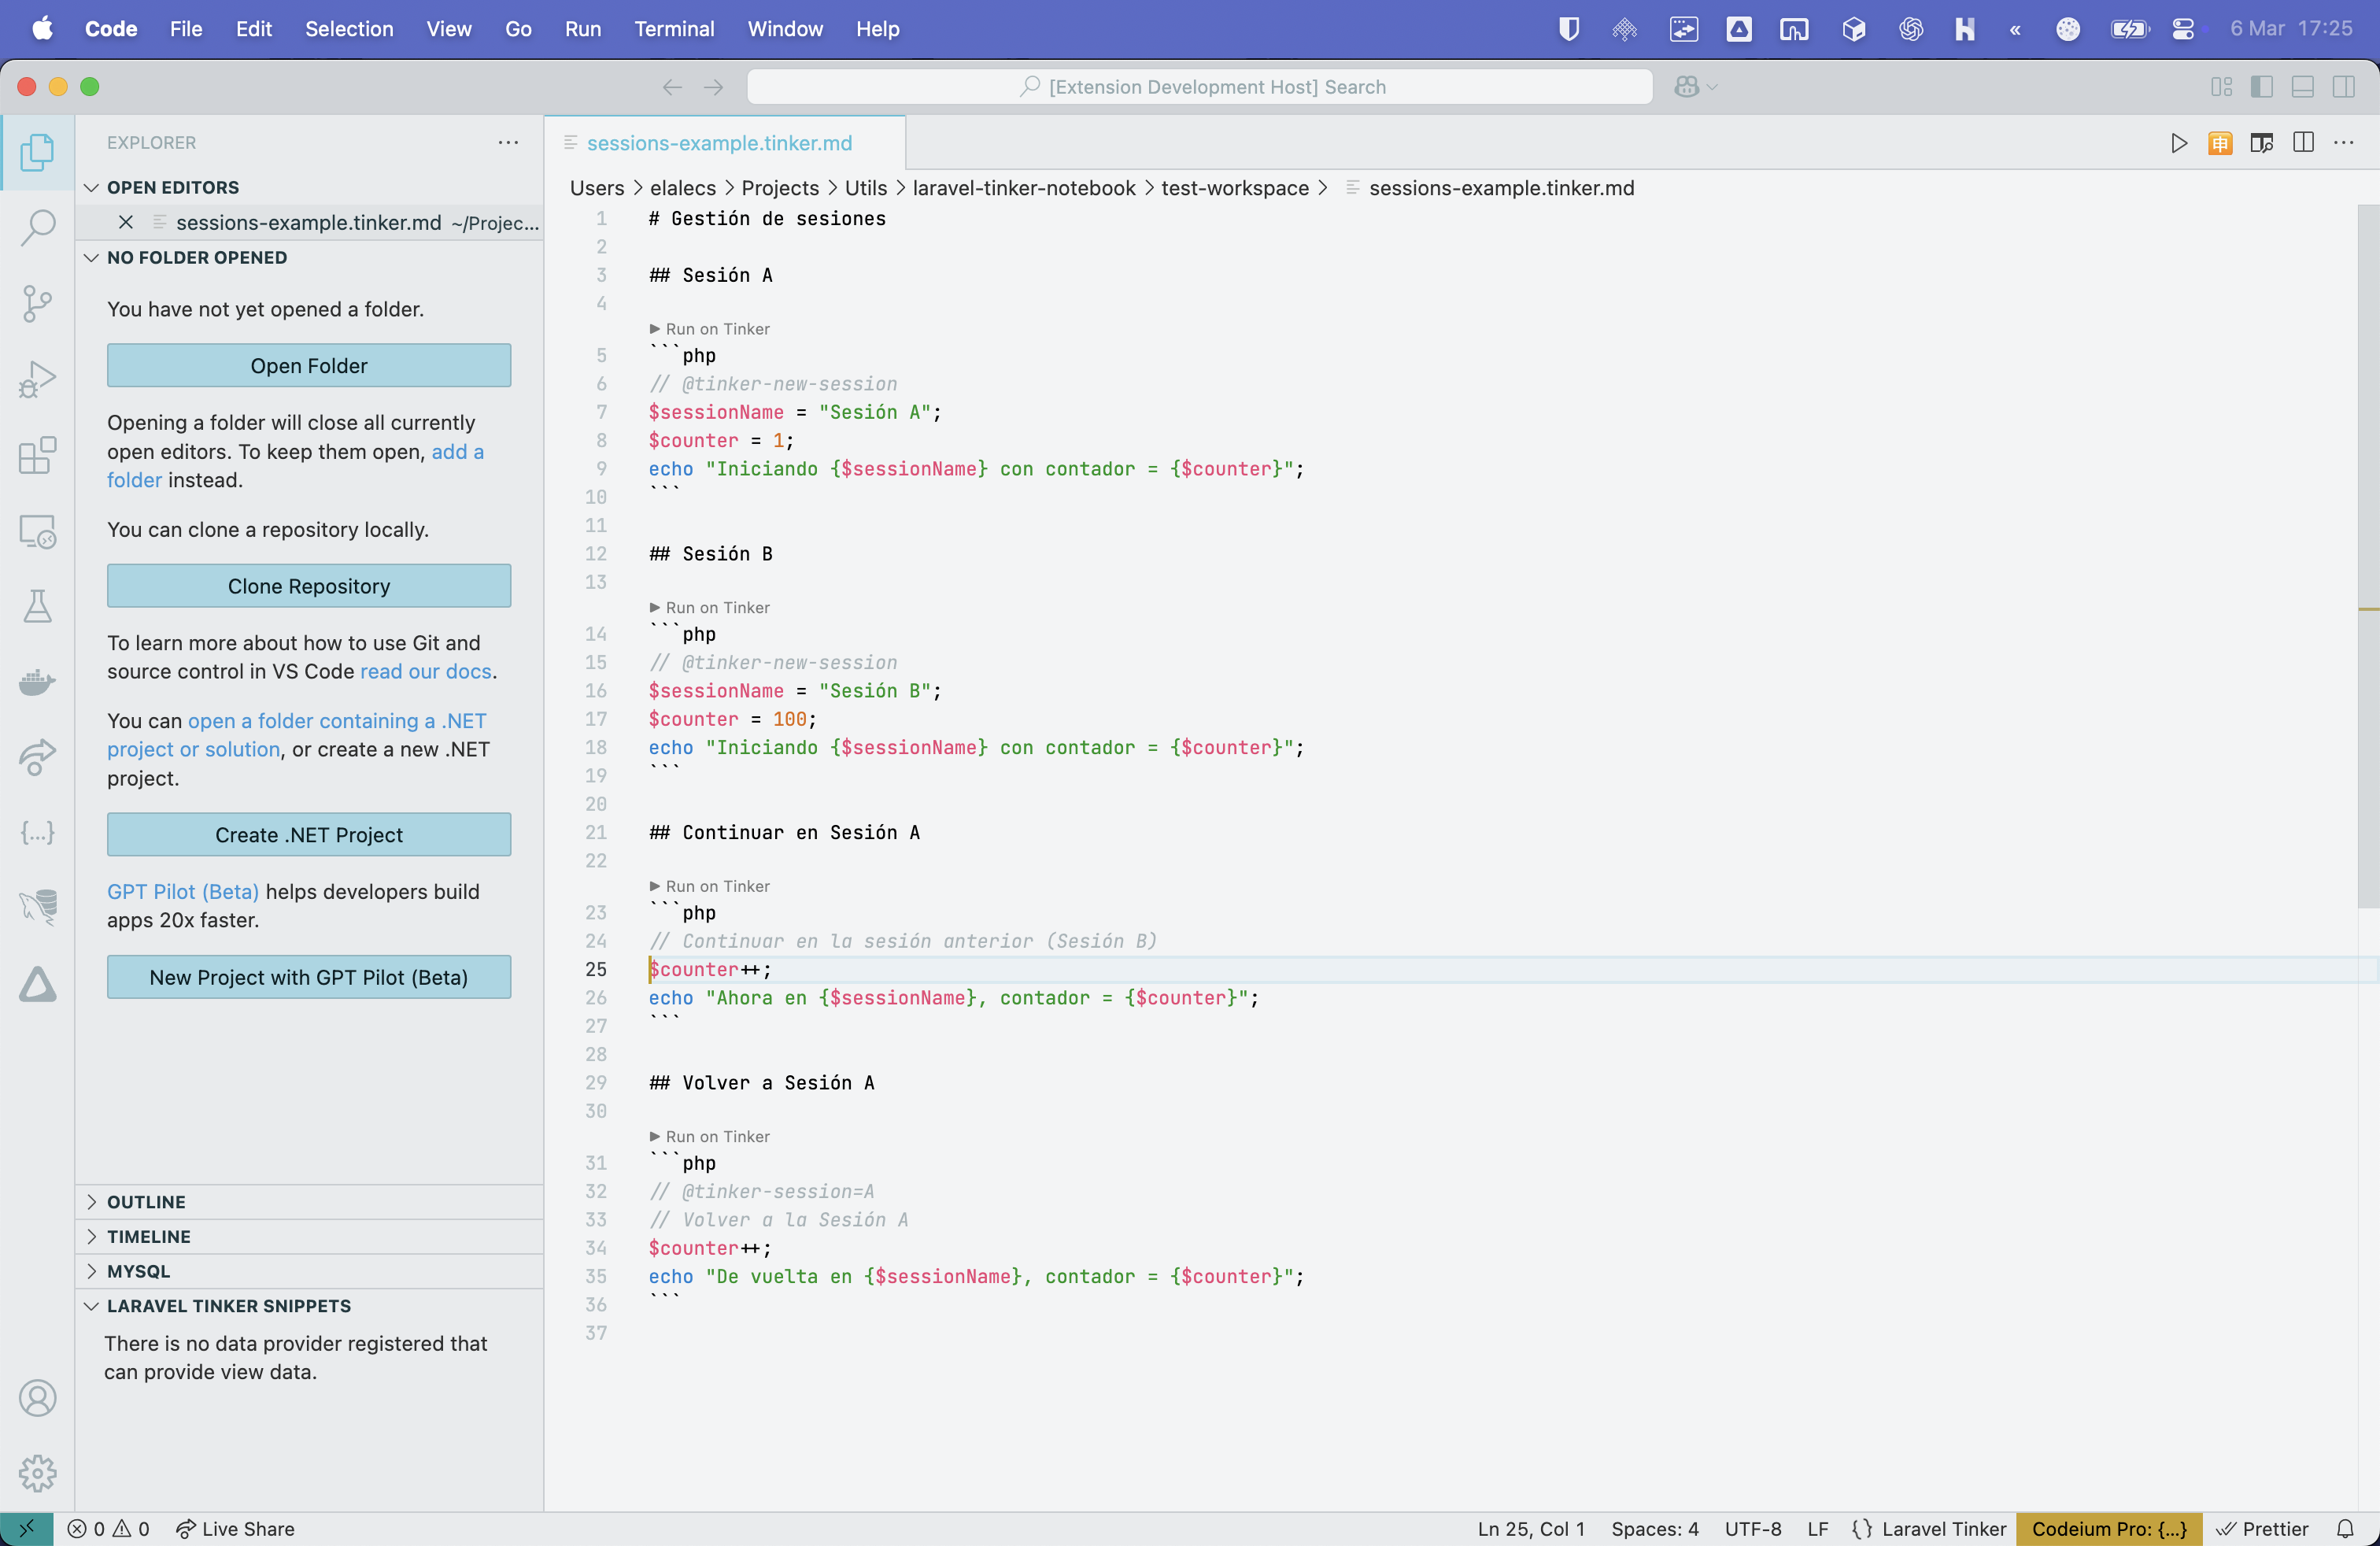 Code File Edit Selection View Go Run Terminal Window Help 6 Mar 17:25
[Extension Development Host] Search
EXPLORER
OPEN EDITORS
sessions-example.tinker.md ~/Projec...
NO FOLDER OPENED
You have not yet opened a folder.
Open Folder
Opening a folder will close all currently
open editors. To keep them open, add a
folder instead.
You can clone a repository locally.
Clone Repository
To learn more about how to use Git and
source control in VS Code read our docs.
You can open a folder containing a .NET
project or solution, or create a new .NET
project.
Create .NET Project
GPT Pilot (Beta) helps developers build
apps 20x faster.
New Project with GPT Pilot (Beta)
OUTLINE
TIMELINE
MYSQL
LARAVEL TINKER SNIPPETS
There is no data provider registered that
can provide view data.
sessions-example.tinker.md
Users > elalecs > Projects > Utils > laravel-tinker-notebook > test-workspace > sessions-example.tinker.md
1 # Gestión de sesiones
2
3 ## Sesión A
4
Run on Tinker
5 ```php
6 // @tinker-new-session
7 $sessionName = "Sesión A";
8 $counter = 1;
9 echo "Iniciando {$sessionName} con contador = {$counter}";
10 ```
11
12 ## Sesión B
13
Run on Tinker
14 ```php
15 // @tinker-new-session
16 $sessionName = "Sesión B";
17 $counter = 100;
18 echo "Iniciando {$sessionName} con contador = {$counter}";
19 ```
20
21 ## Continuar en Sesión A
22
Run on Tinker
23 ```php
24 // Continuar en la sesión anterior (Sesión B)
25 $counter++;
26 echo "Ahora en {$sessionName}, contador = {$counter}";
27 ```
28
29 ## Volver a Sesión A
30
Run on Tinker
31 ```php
32 // @tinker-session=A
33 // Volver a la Sesión A
34 $counter++;
35 echo "De vuelta en {$sessionName}, contador = {$counter}";
36 ```
37
0 0 Live Share Ln 25, Col 1 Spaces: 4 UTF-8 LF {} Laravel Tinker Codeium Pro: {...} Prettier